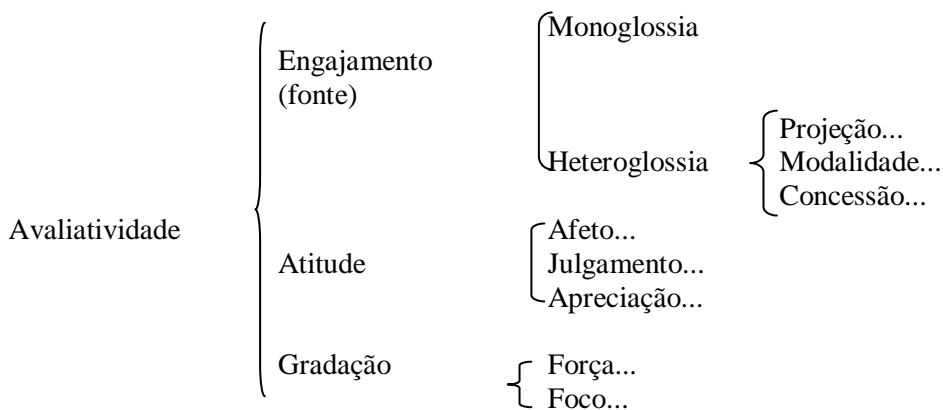 Monoglossia
Engajamento
(fonte)
Projeção...
Heteroglossia
Modalidade...
Concessão...
Avaliatividade
Afeto...
Atitude
Julgamento...
Apreciação...
Gradação
Força...
Foco...